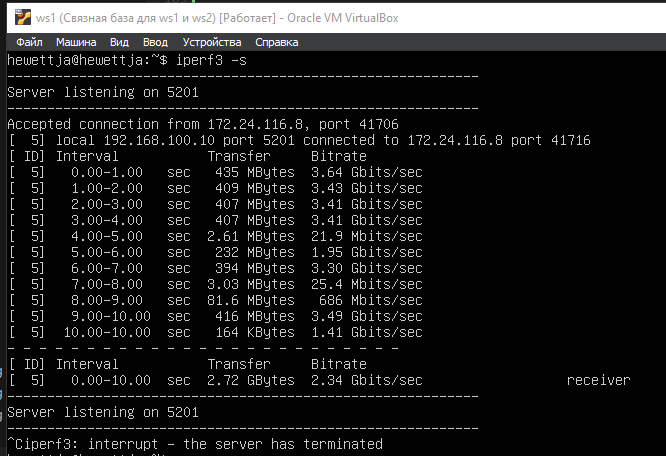 ws1 (Связная база для ws1 и ws2) [Работает] - Oracle VM VirtualBox
Файл Машина Вид Ввод Устройства Справка
hewettja@hewettja:~$ iperf3 -s
-----------------------------------------------------------
Server listening on 5201
-----------------------------------------------------------
Accepted connection from 172.24.116.8, port 41706
[  5] local 192.168.100.10 port 5201 connected to 172.24.116.8 port 41716
[ ID] Interval           Transfer     Bitrate
[  5]   0.00-1.00   sec   435 MBytes  3.64 Gbits/sec
[  5]   1.00-2.00   sec   409 MBytes  3.43 Gbits/sec
[  5]   2.00-3.00   sec   407 MBytes  3.41 Gbits/sec
[  5]   3.00-4.00   sec   407 MBytes  3.41 Gbits/sec
[  5]   4.00-5.00   sec  2.61 MBytes  21.9 Mbits/sec
[  5]   5.00-6.00   sec   232 MBytes  1.95 Gbits/sec
[  5]   6.00-7.00   sec   394 MBytes  3.30 Gbits/sec
[  5]   7.00-8.00   sec  3.03 MBytes  25.4 Mbits/sec
[  5]   8.00-9.00   sec  81.6 MBytes   686 Mbits/sec
[  5]   9.00-10.00  sec   416 MBytes  3.49 Gbits/sec
[  5]  10.00-10.00  sec   164 KBytes  1.41 Gbits/sec
- - - - - - - - - - - - - - - - - - - - - - - - -
[ ID] Interval           Transfer     Bitrate
[  5]   0.00-10.00  sec  2.72 GBytes  2.34 Gbits/sec                  receiver
-----------------------------------------------------------
Server listening on 5201
-----------------------------------------------------------
^Ciperf3: interrupt - the server has terminated